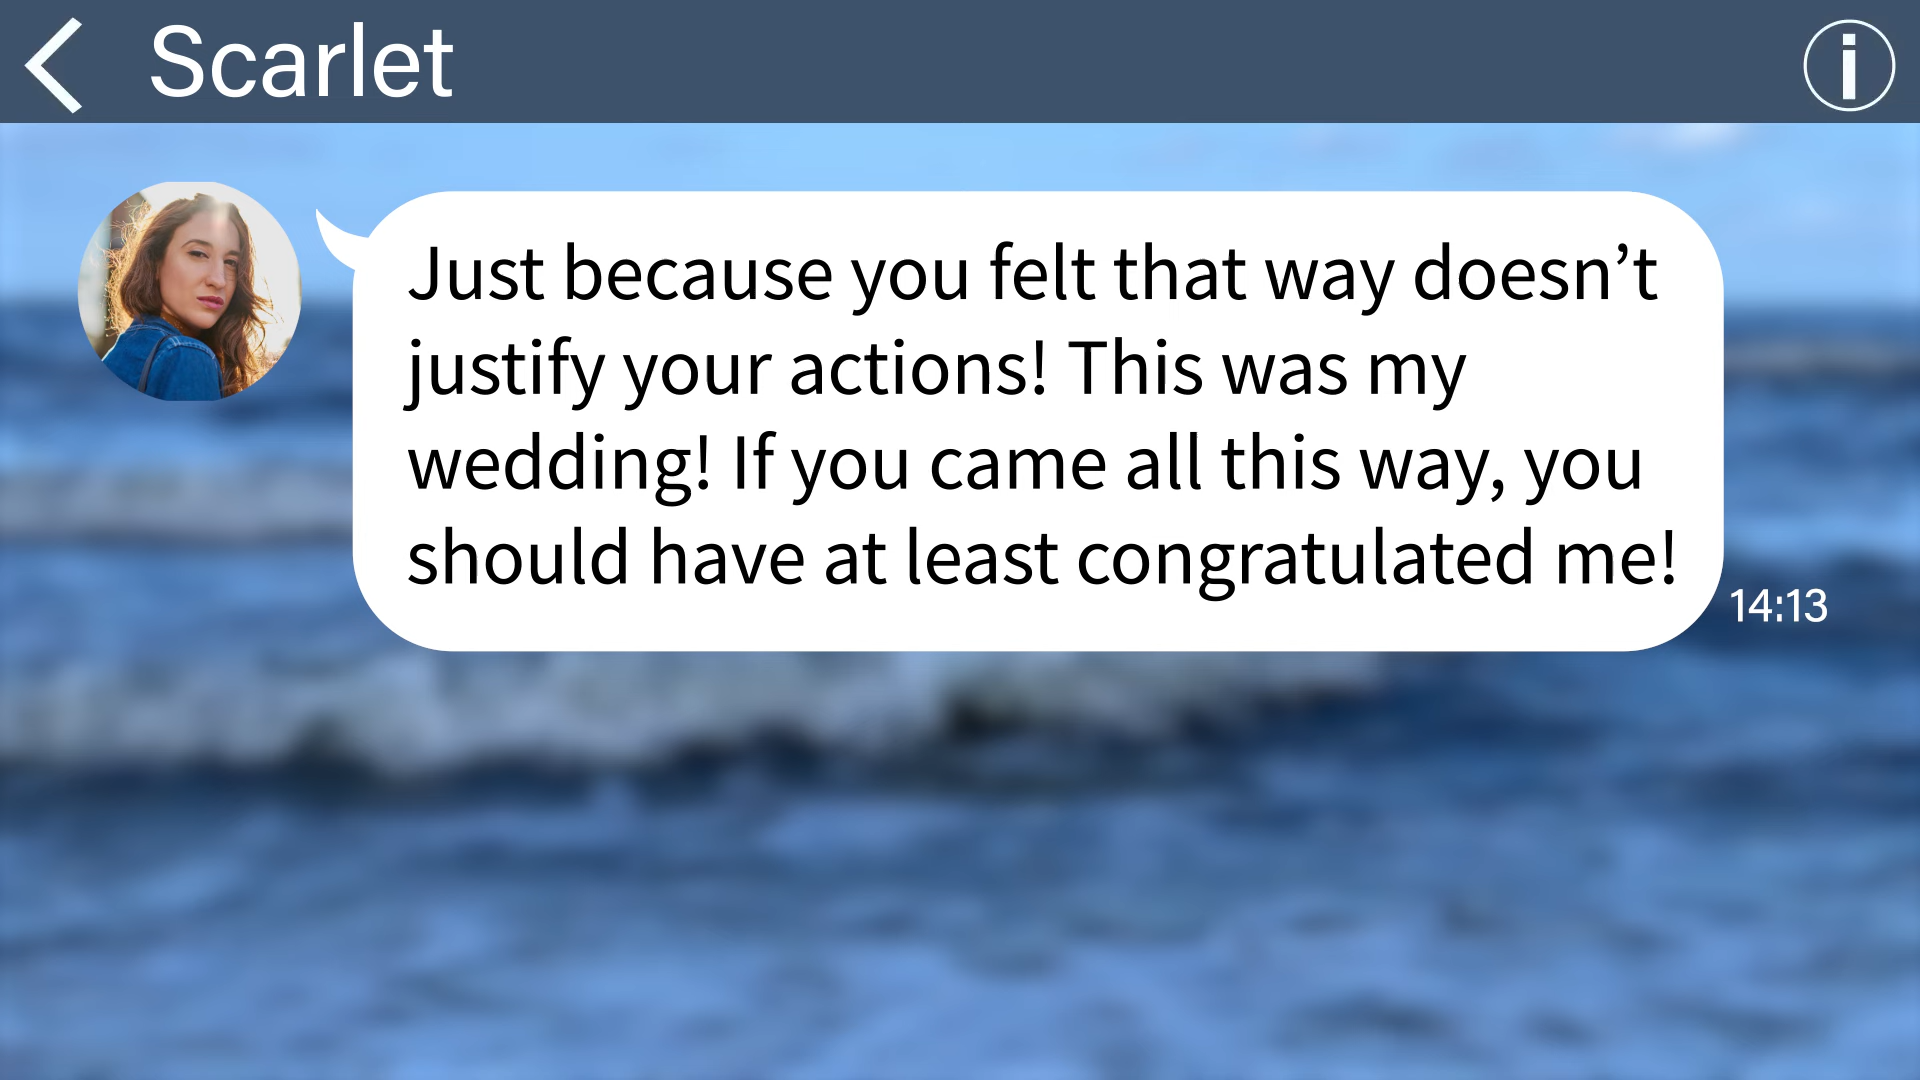 Scarlet
Just because you felt that way doesn’t
justify your actions! This was my
wedding! If you came all this way, you
should have at least congratulated me!
14:13